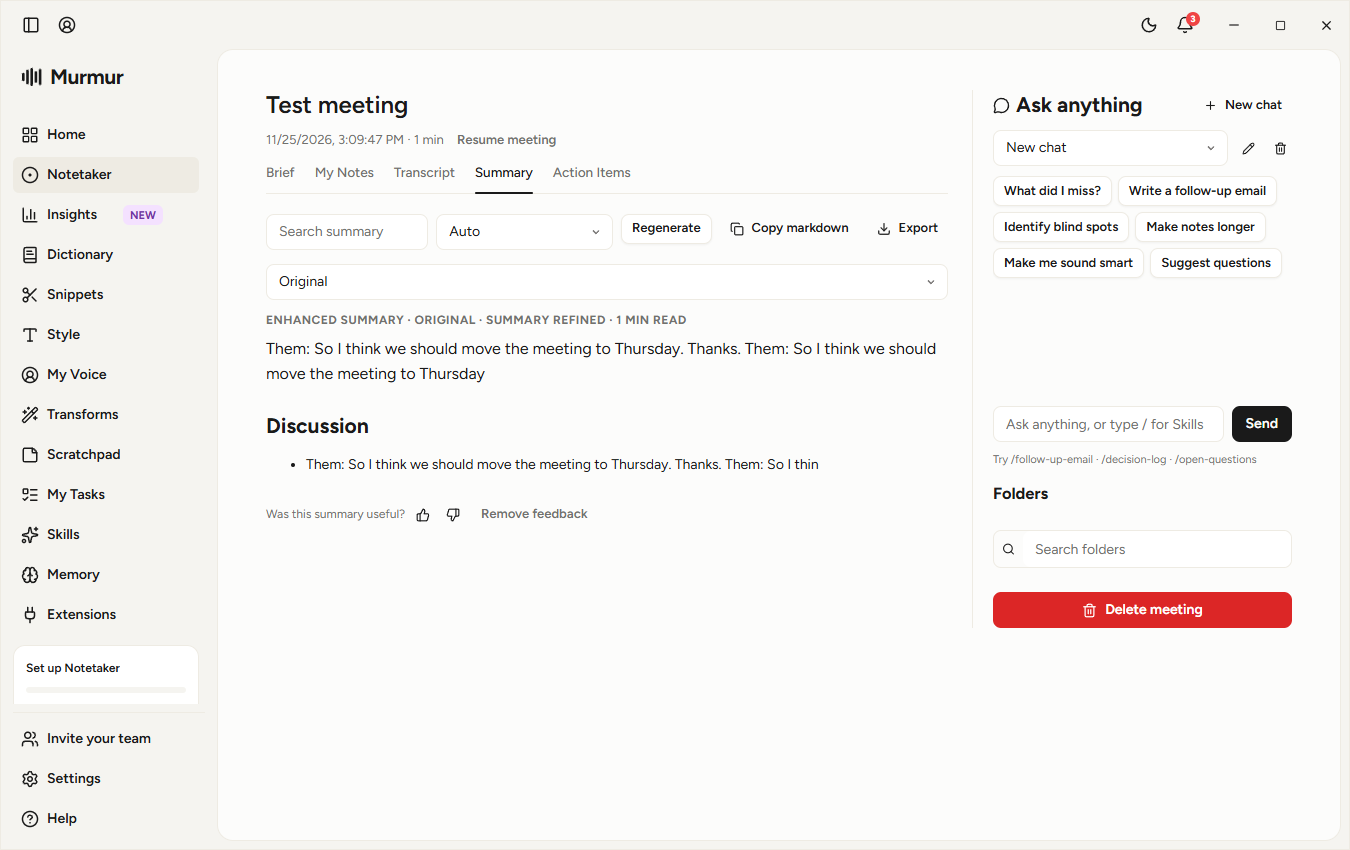 3
Murmur
Home
Notetaker
Insights NEW
Dictionary
Snippets
Style
My Voice
Transforms
Scratchpad
My Tasks
Skills
Memory
Extensions
Set up Notetaker
Invite your team
Settings
Help
Test meeting
11/25/2026, 3:09:47 PM · 1 min Resume meeting
Brief My Notes Transcript Summary Action Items
Search summary Auto Regenerate Copy markdown Export
Original
ENHANCED SUMMARY · ORIGINAL · SUMMARY REFINED · 1 MIN READ
Them: So I think we should move the meeting to Thursday. Thanks. Them: So I think we should
move the meeting to Thursday
Discussion
• Them: So I think we should move the meeting to Thursday. Thanks. Them: So I thin
Was this summary useful? Remove feedback
Ask anything + New chat
New chat
What did I miss? Write a follow-up email
Identify blind spots Make notes longer
Make me sound smart Suggest questions
Ask anything, or type / for Skills Send
Try /follow-up-email · /decision-log · /open-questions
Folders
Search folders
Delete meeting